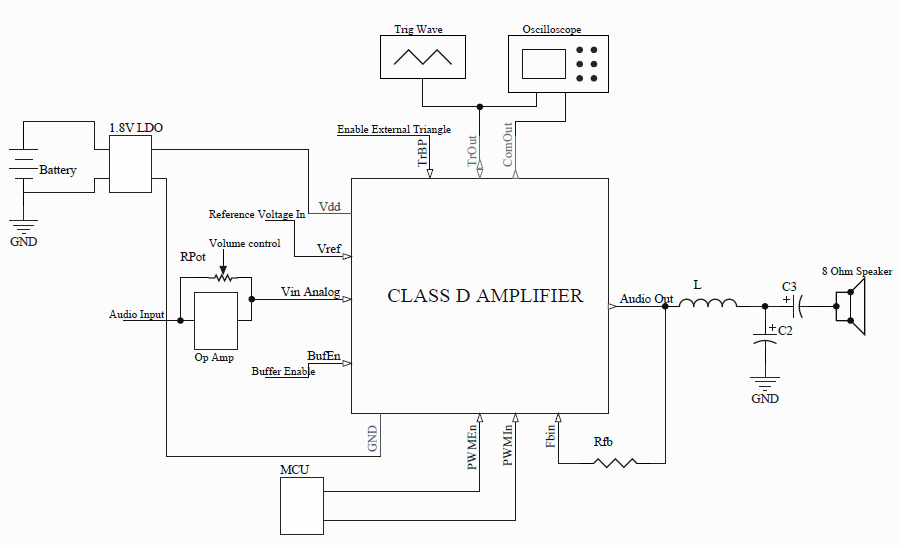 Trig Wave
Oscilloscope
1.8V LDO
Enable External Triangle
TrBP
TrOut
ComOut
Battery
GND
Vdd
Reference Voltage In
Vref
Volume control
RPot
Vin Analog
CLASS D AMPLIFIER
Audio Out
L
C3
+
8 Ohm Speaker
Audio Input
+
C2
Op Amp
BufEn
Buffer Enable
GND
GND
PWMEn
PWMIn
Fbin
Rfb
MCU